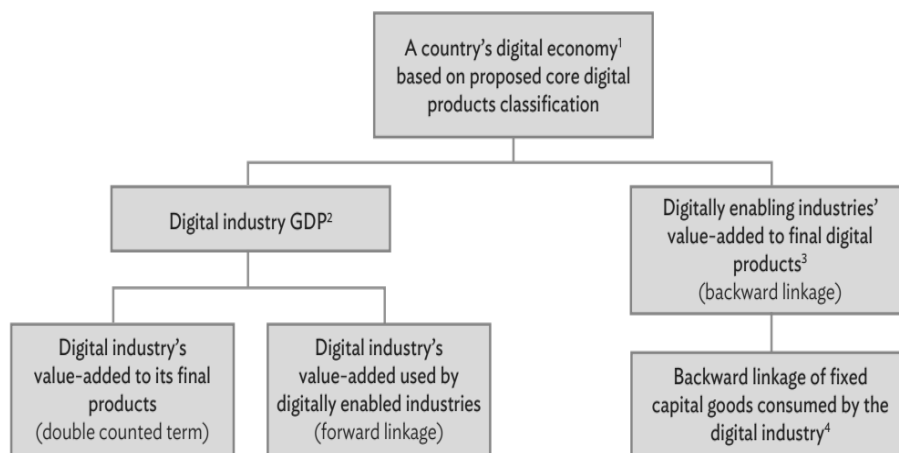 A country's digital economy¹
based on proposed core digital
products classification
Digital industry GDP²
Digitally enabling industries'
value-added to final digital
products³
(backward linkage)
Digital industry's
value-added to its final
products
(double counted term)
Digital industry's
value-added used by
digitally enabled industries
(forward linkage)
Backward linkage of fixed
capital goods consumed by the
digital industry⁴